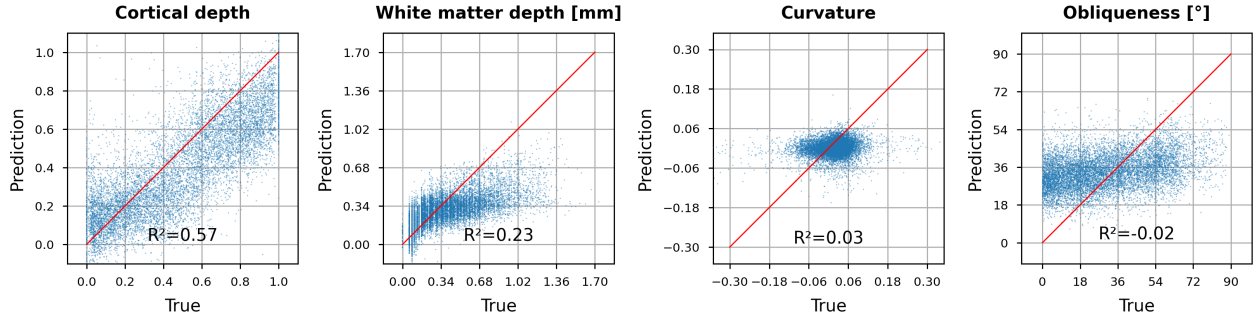 Cortical depth
Prediction
1.0
0.8
0.6
0.4
0.2
0.0
R²=0.57
0.0 0.2 0.4 0.6 0.8 1.0
True
White matter depth [mm]
Prediction
1.70
1.36
1.02
0.68
0.34
0.00
R²=0.23
0.00 0.34 0.68 1.02 1.36 1.70
True
Curvature
Prediction
0.30
0.18
0.06
−0.06
−0.18
−0.30
R²=0.03
−0.30 −0.18 −0.06 0.06 0.18 0.30
True
Obliqueness [°]
Prediction
90
72
54
36
18
0
R²=-0.02
0 18 36 54 72 90
True